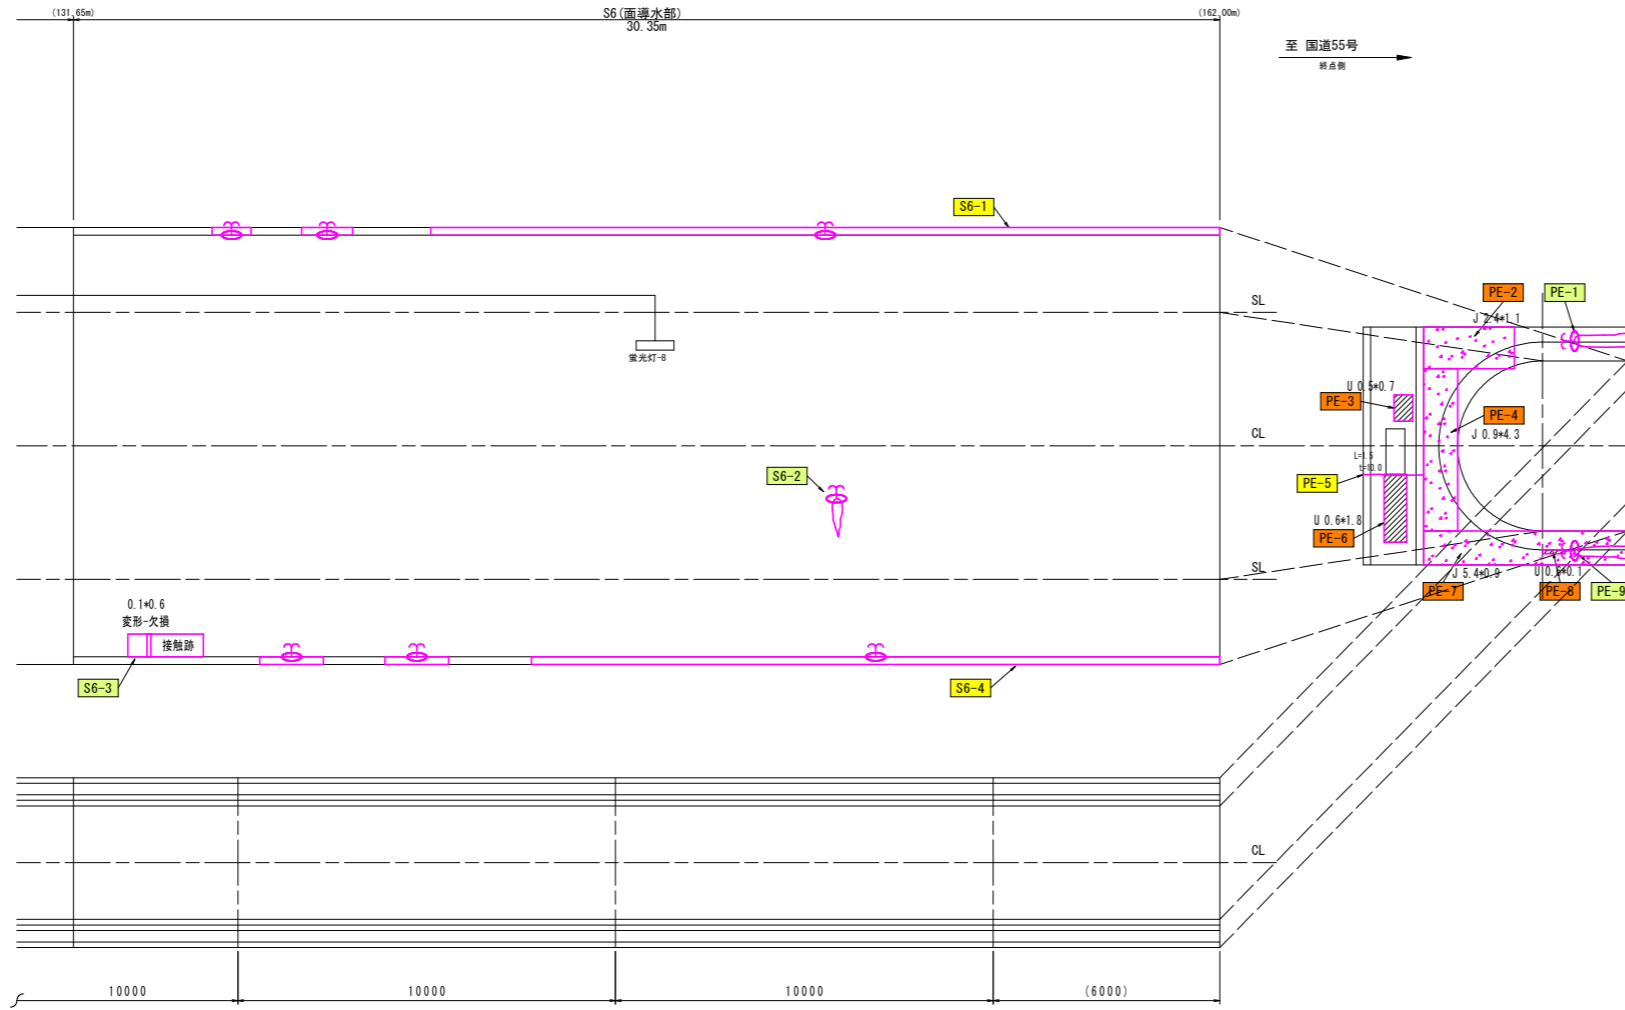 (131.65m)
S6(面導水部)
30.35m
(162.00m)
至 国道55号
終点側
S6-1
SL
蛍光灯-8
PE-2
PE-1
J 2.4*1.1
U 0.5*0.7
PE-3
PE-4
J 0.9*4.3
CL
L=1.5
t=10.0
S6-2
PE-5
U 0.6*1.8
PE-6
SL
J 5.4*0.9
U 0.6*0.1
PE-7
PE-8
PE-9
0.1*0.6
変形-欠損
接触跡
S6-3
S6-4
CL
10000
10000
10000
(6000)